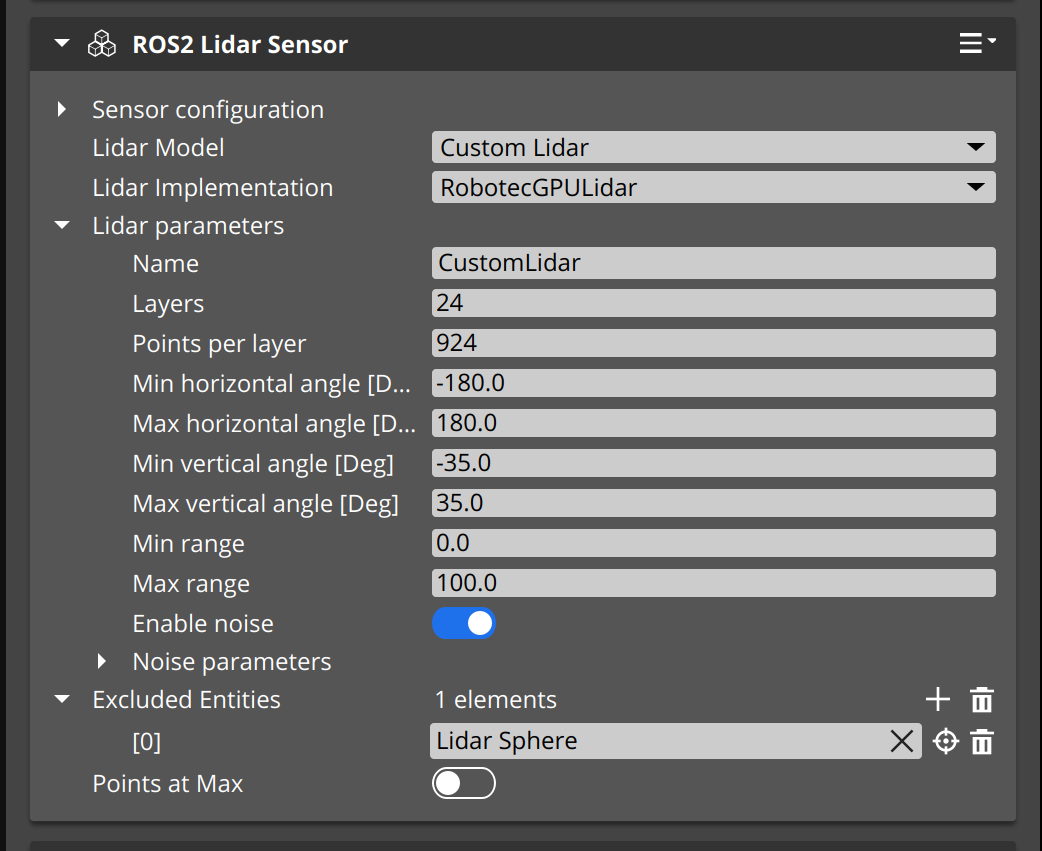 ROS2 Lidar Sensor
Sensor configuration
Lidar Model Custom Lidar
Lidar Implementation RobotecGPULidar
Lidar parameters
Name CustomLidar
Layers 24
Points per layer 924
Min horizontal angle [D... -180.0
Max horizontal angle [D... 180.0
Min vertical angle [Deg] -35.0
Max vertical angle [Deg] 35.0
Min range 0.0
Max range 100.0
Enable noise
Noise parameters
Excluded Entities 1 elements
[0] Lidar Sphere
Points at Max